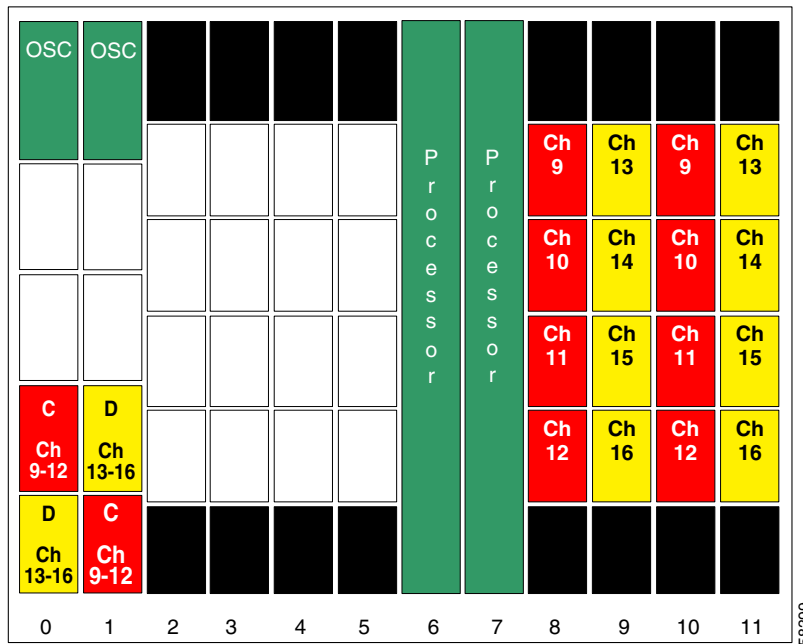 OSC OSC
Processor Processor
Ch 9 Ch 13 Ch 9 Ch 13
Ch 10 Ch 14 Ch 10 Ch 14
Ch 11 Ch 15 Ch 11 Ch 15
Ch 12 Ch 16 Ch 12 Ch 16
C D
Ch 9-12 Ch 13-16
D C
Ch 13-16 Ch 9-12
0 1 2 3 4 5 6 7 8 9 10 11